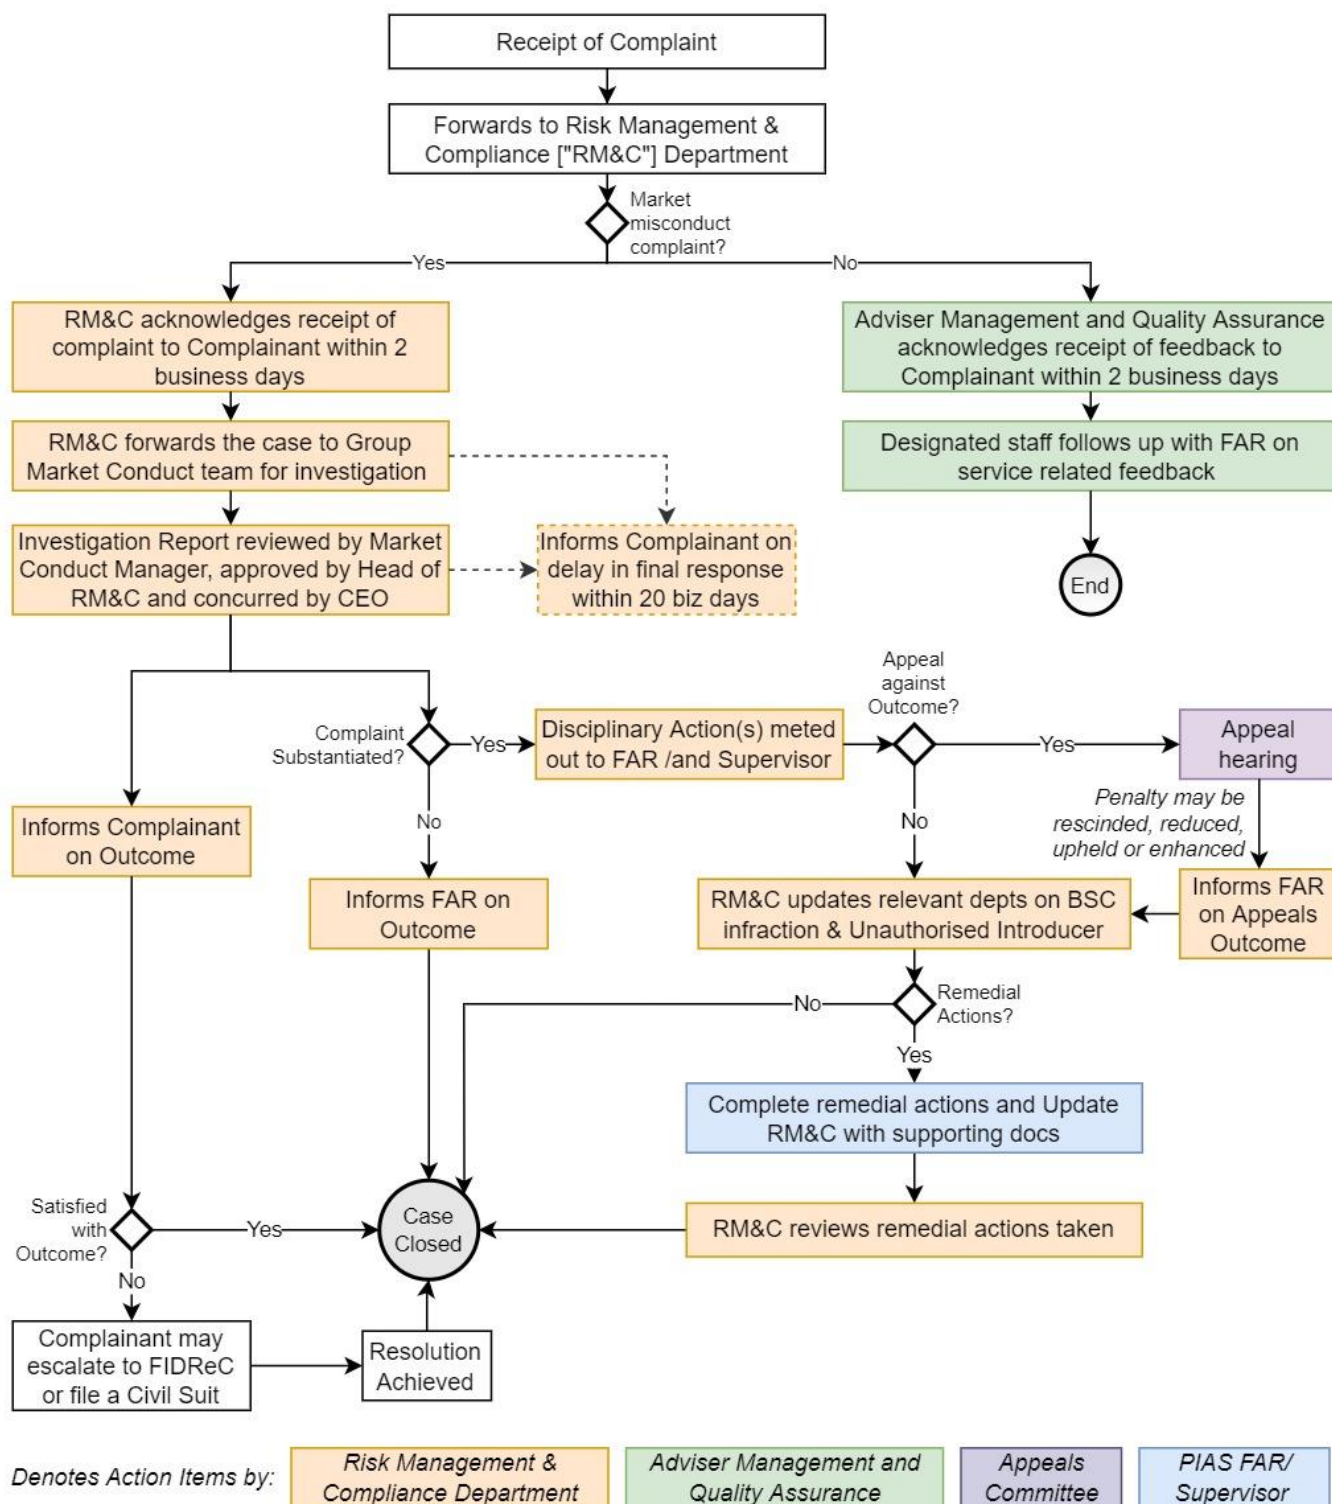 Receipt of Complaint
Forwards to Risk Management &
Compliance ["RM&C"] Department
Market
misconduct
complaint?
Yes
No
RM&C acknowledges receipt of
complaint to Complainant within 2
business days
Adviser Management and Quality Assurance
acknowledges receipt of feedback to
Complainant within 2 business days
RM&C forwards the case to Group
Market Conduct team for investigation
Designated staff follows up with FAR on
service related feedback
Investigation Report reviewed by Market
Conduct Manager, approved by Head of
RM&C and concurred by CEO
Informs Complainant on
delay in final response
within 20 biz days
End
Complaint
Substantiated?
Yes
Disciplinary Action(s) meted
out to FAR /and Supervisor
Appeal
against
Outcome?
Yes
Appeal
hearing
Informs Complainant
on Outcome
No
No
Penalty may be
rescinded, reduced,
upheld or enhanced
Informs FAR on
Outcome
RM&C updates relevant depts on BSC
infraction & Unauthorised Introducer
Informs FAR
on Appeals
Outcome
No
Remedial
Actions?
Yes
Complete remedial actions and Update
RM&C with supporting docs
Satisfied
with
Outcome?
Yes
Case
Closed
RM&C reviews remedial actions taken
No
Complainant may
escalate to FIDReC
or file a Civil Suit
Resolution
Achieved
Denotes Action Items by:
Risk Management &
Compliance Department
Adviser Management and
Quality Assurance
Appeals
Committee
PIAS FAR/
Supervisor